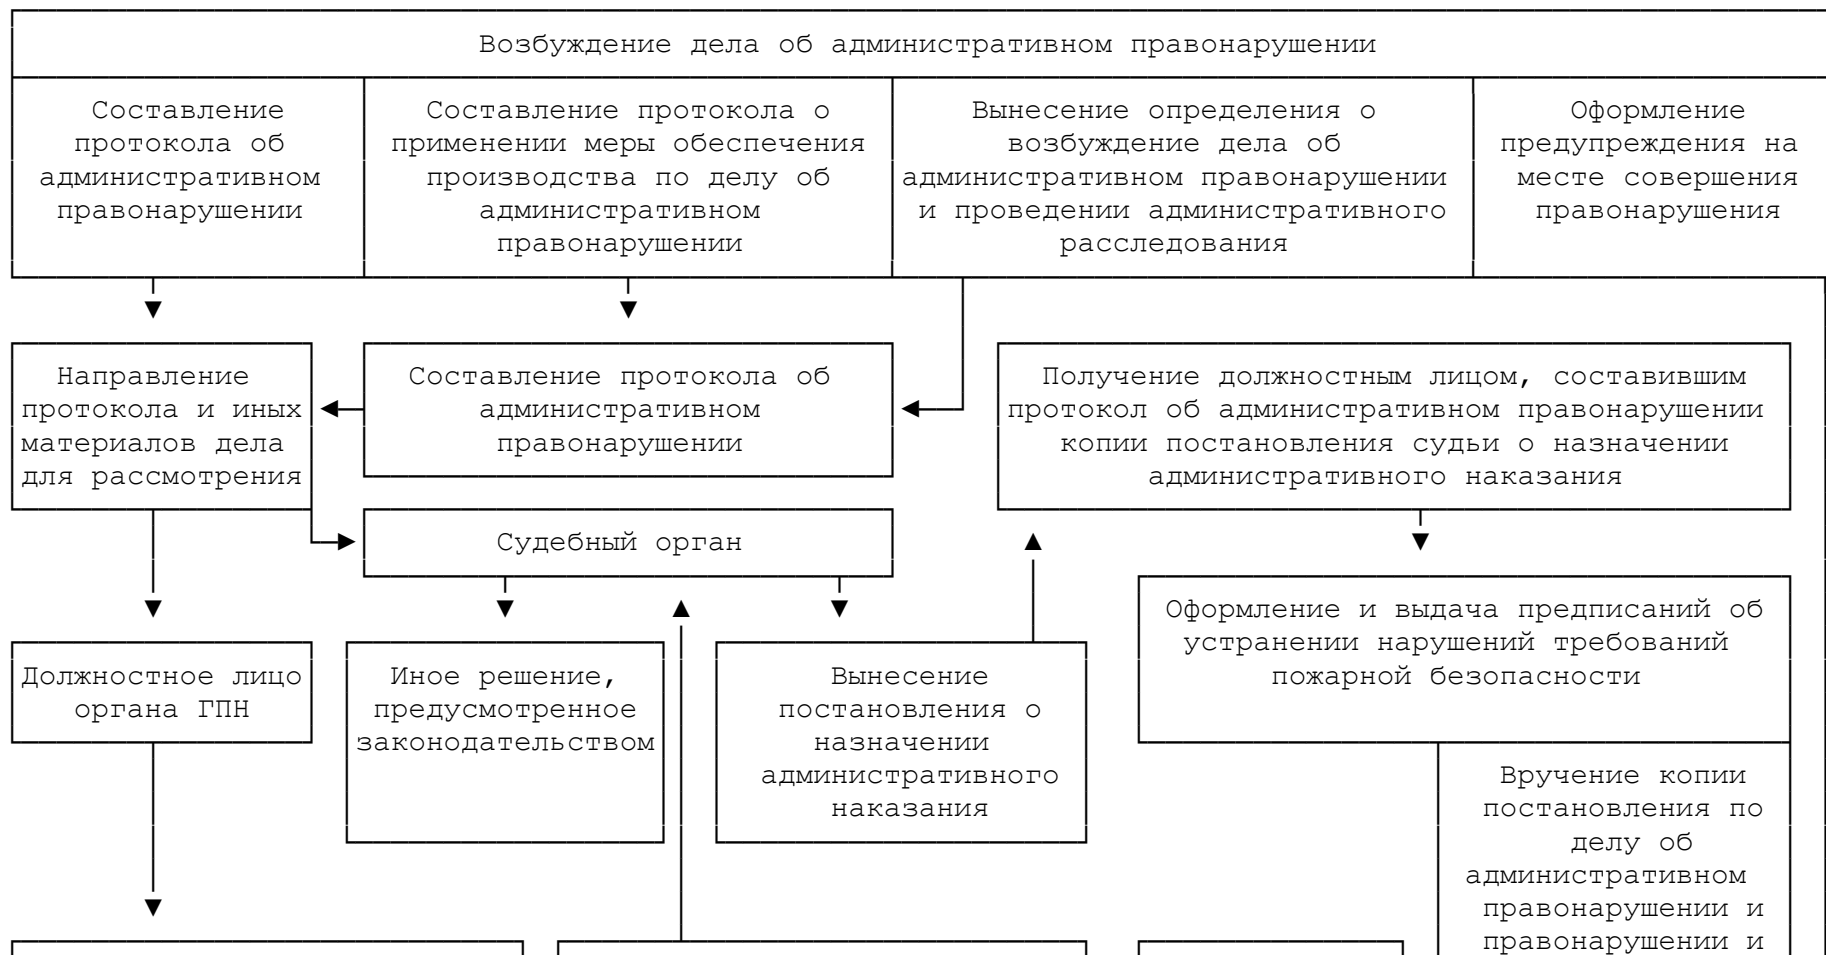 Возбуждение дела об административном правонарушении
Составление
протокола об
административном
правонарушении
Составление протокола о
применении меры обеспечения
производства по делу об
административном
правонарушении
Вынесение определения о
возбуждение дела об
административном правонарушении
и проведении административного
расследования
Оформление
предупреждения на
месте совершения
правонарушения
Направление
протокола и иных
материалов дела
для рассмотрения
Составление протокола об
административном
правонарушении
Получение должностным лицом, составившим
протокол об административном правонарушении
копии постановления судьи о назначении
административного наказания
Судебный орган
Оформление и выдача предписаний об
устранении нарушений требований
пожарной безопасности
Должностное лицо
органа ГПН
Иное решение,
предусмотренное
законодательством
Вынесение
постановления о
назначении
административного
наказания
Вручение копии
постановления по
делу об
административном
правонарушении и
правонарушении и